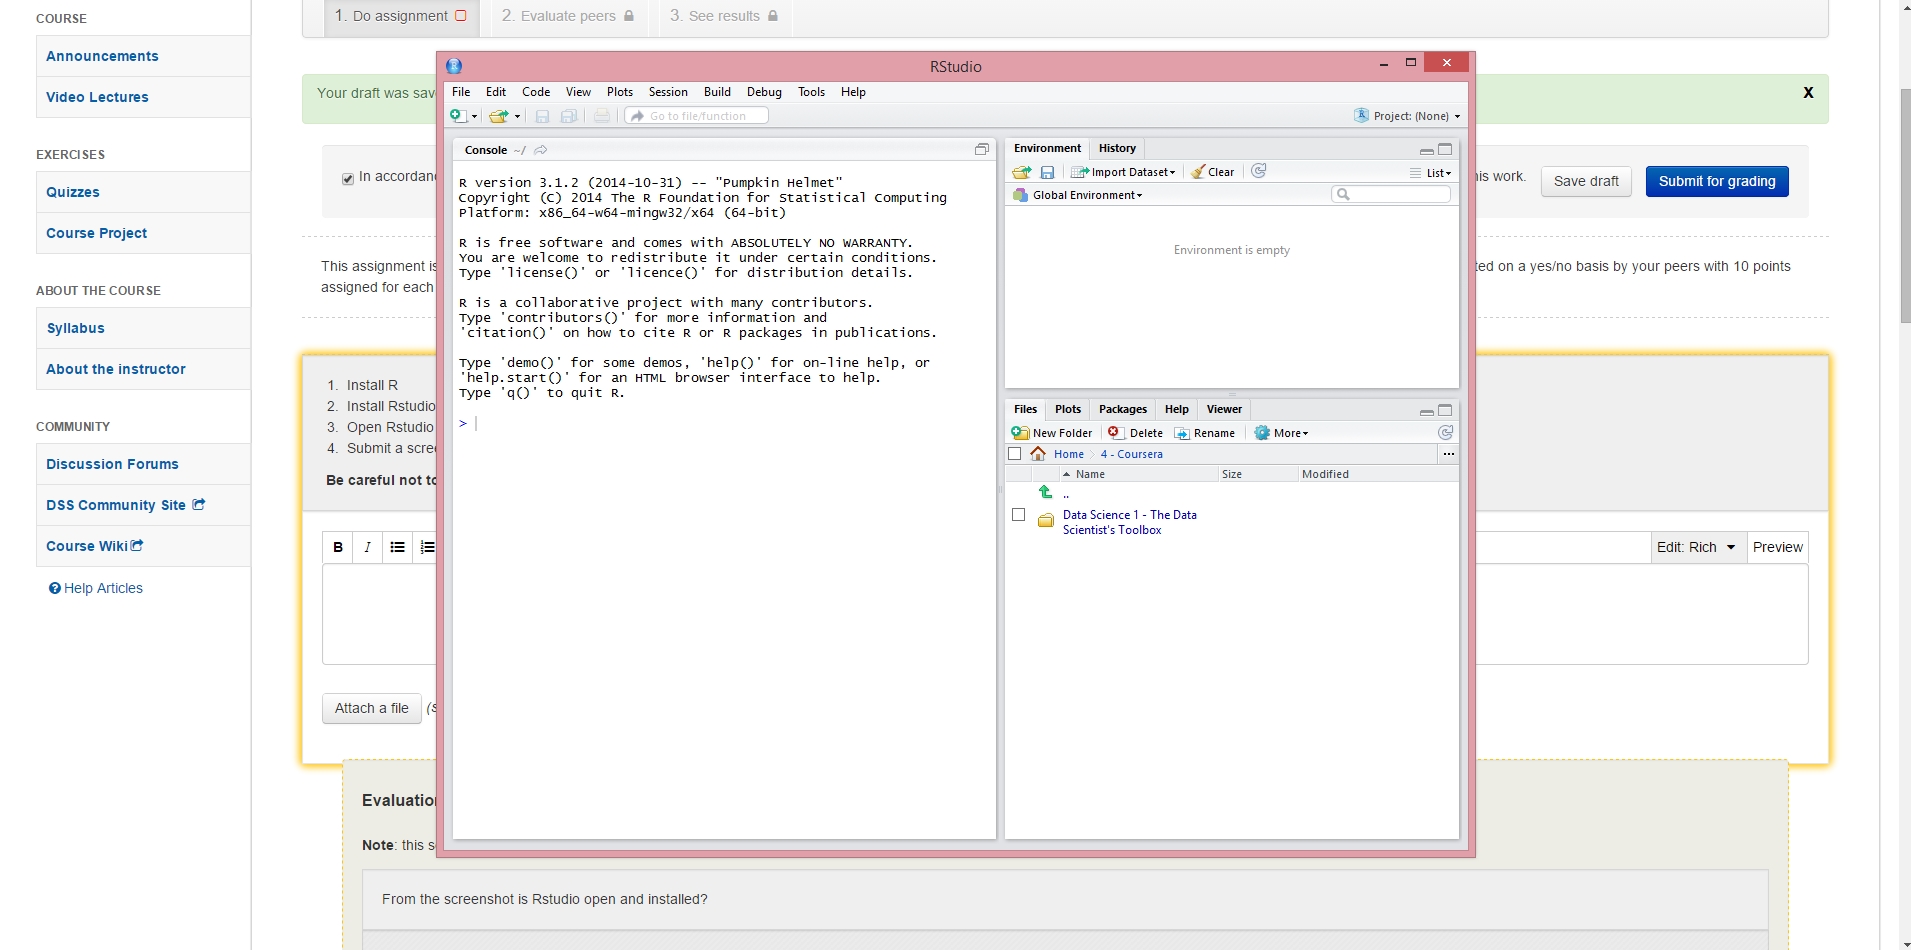 COURSE
Announcements
Video Lectures
EXERCISES
Quizzes
Course Project
ABOUT THE COURSE
Syllabus
About the instructor
COMMUNITY
Discussion Forums
DSS Community Site
Course Wiki
Help Articles
1. Do assignment
2. Evaluate peers
3. See results
Your draft was sav
X
In accordan
is work.
Save draft
Submit for grading
This assignment is
ted on a yes/no basis by your peers with 10 points
assigned for each
1. Install R
2. Install Rstudio
3. Open Rstudio
4. Submit a scre
Be careful not to
B I
Edit: Rich
Preview
Attach a file (s
Evaluation
Note: this s
From the screenshot is Rstudio open and installed?
RStudio
File Edit Code View Plots Session Build Debug Tools Help
Go to file/function
Project: (None)
Console ~/
R version 3.1.2 (2014-10-31) -- "Pumpkin Helmet"
Copyright (C) 2014 The R Foundation for Statistical Computing
Platform: x86_64-w64-mingw32/x64 (64-bit)
R is free software and comes with ABSOLUTELY NO WARRANTY.
You are welcome to redistribute it under certain conditions.
Type 'license()' or 'licence()' for distribution details.
R is a collaborative project with many contributors.
Type 'contributors()' for more information and
'citation()' on how to cite R or R packages in publications.
Type 'demo()' for some demos, 'help()' for on-line help, or
'help.start()' for an HTML browser interface to help.
Type 'q()' to quit R.
>
Environment History
Import Dataset Clear List
Global Environment
Environment is empty
Files Plots Packages Help Viewer
New Folder Delete Rename More
Home 4 - Coursera ...
Name Size Modified
..
Data Science 1 - The Data
Scientist's Toolbox